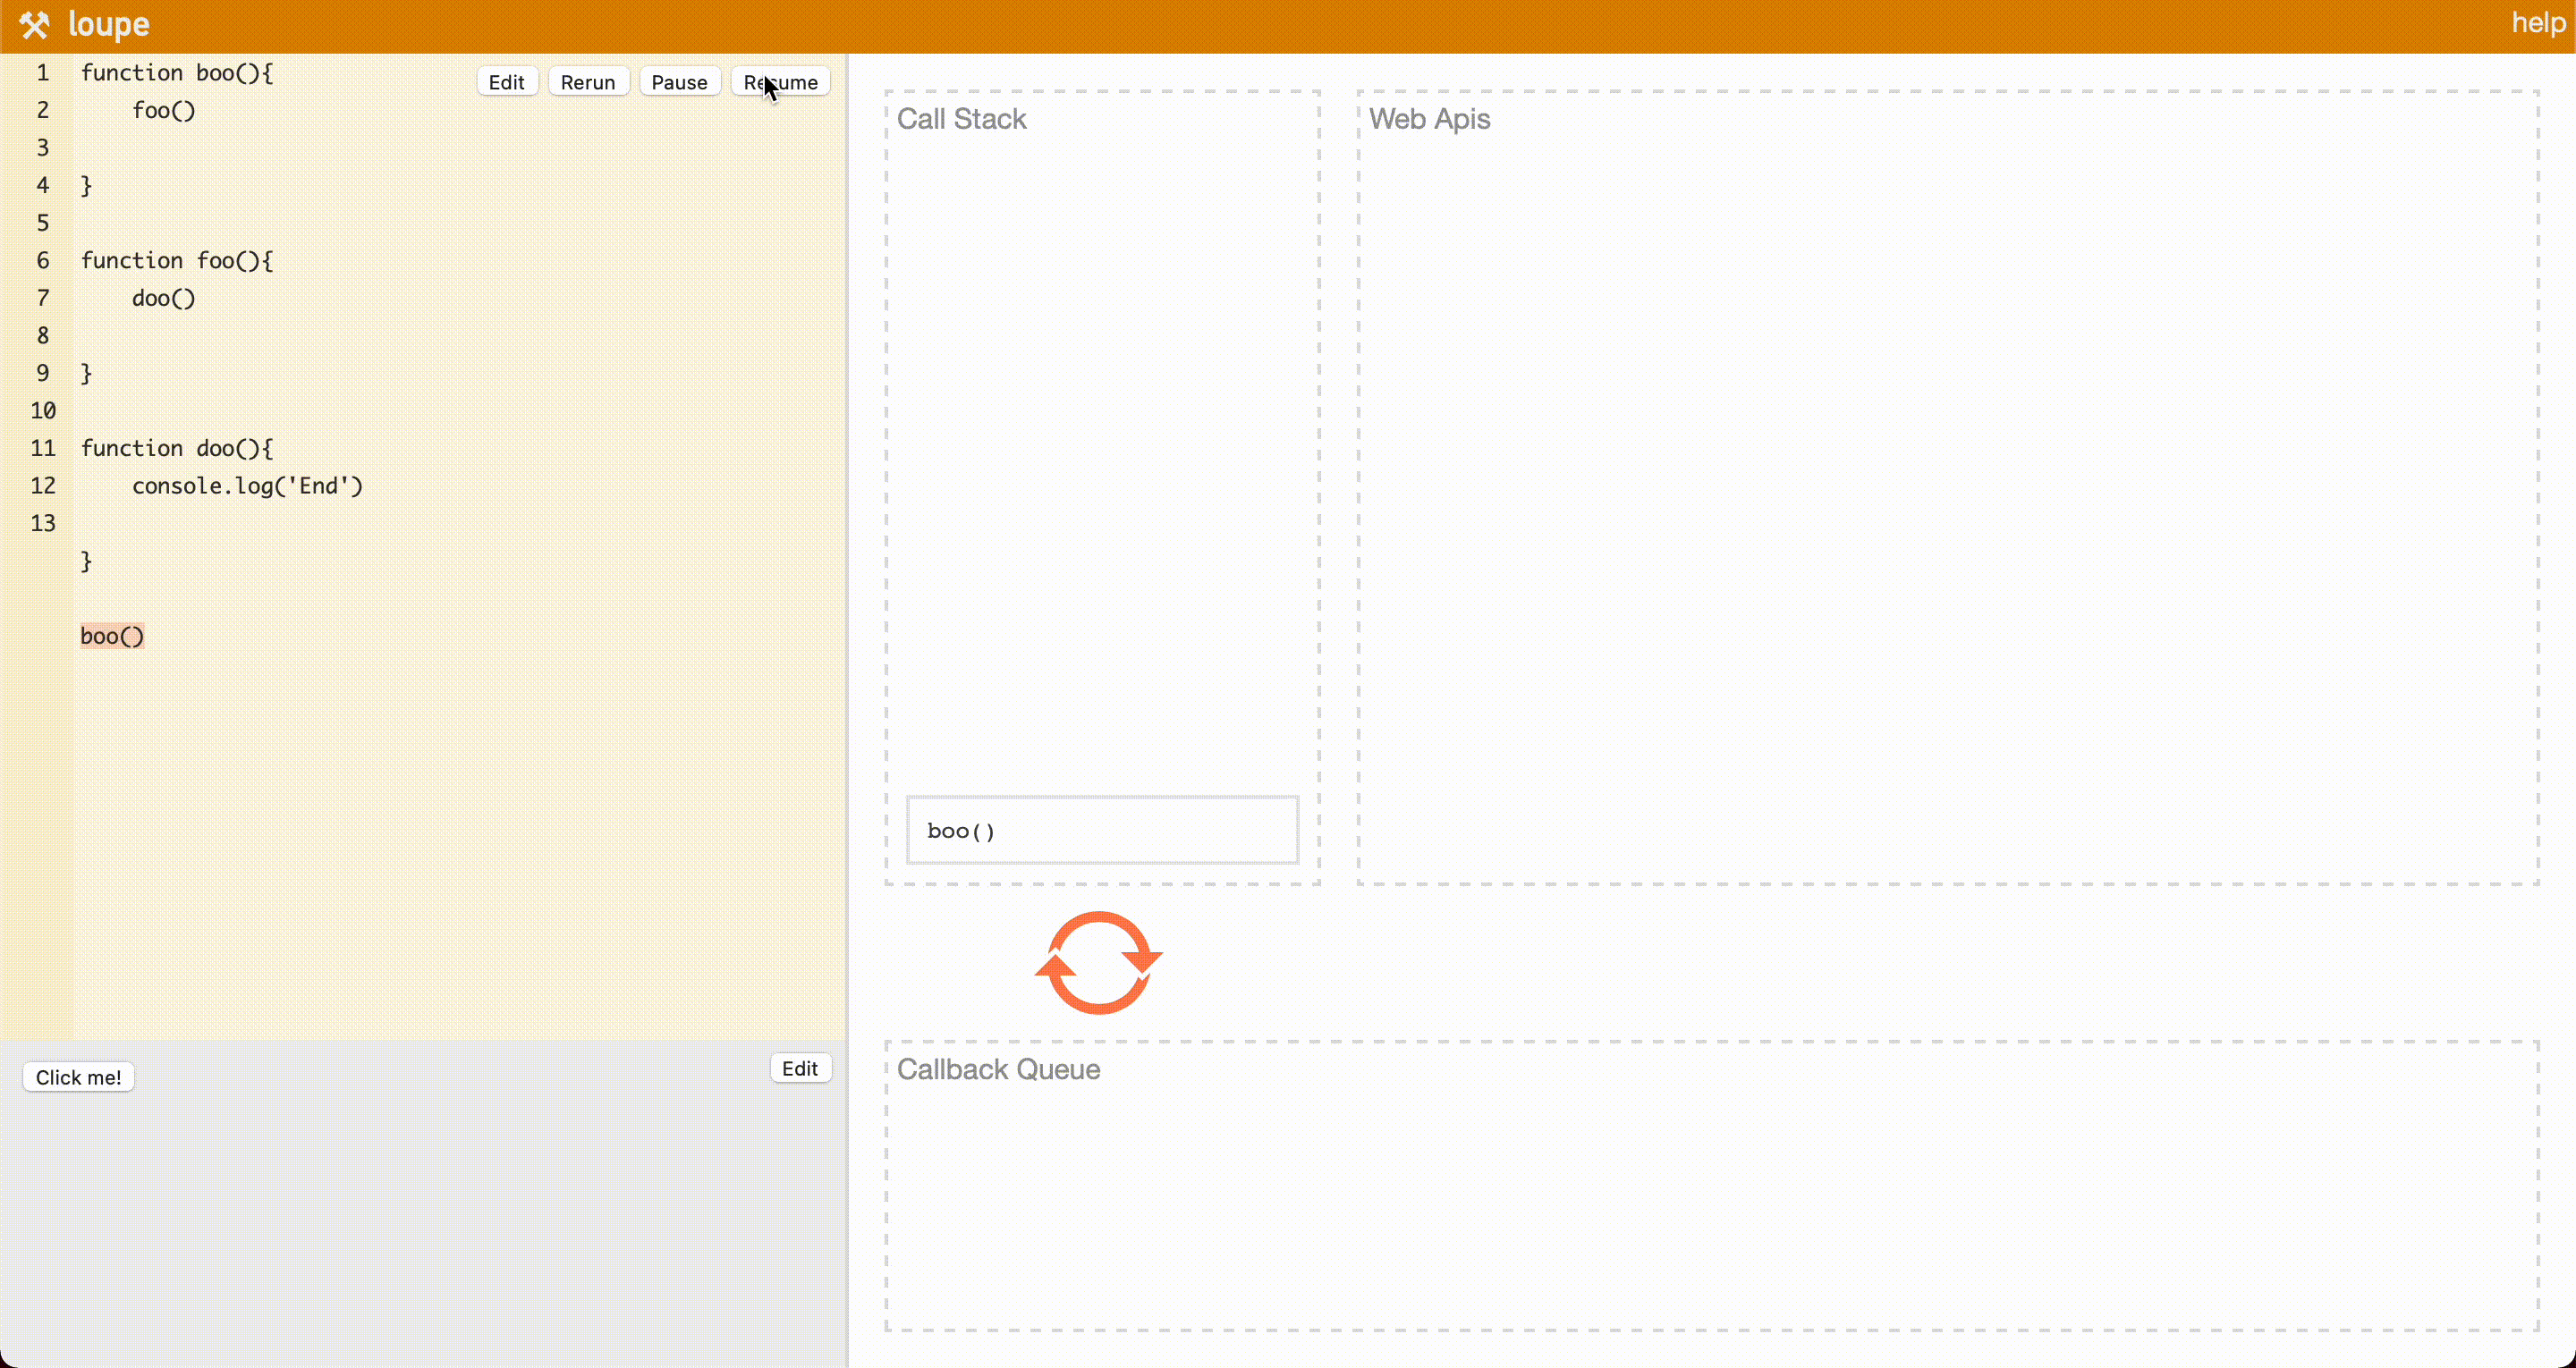 loupe
help
Edit Rerun Pause Resume
1 function boo(){
2     foo()
3
4 }
5
6 function foo(){
7     doo()
8
9 }
10
11 function doo(){
12     console.log('End')
13
}
boo()
Click me!
Edit
Call Stack
boo()
Web Apis
Callback Queue